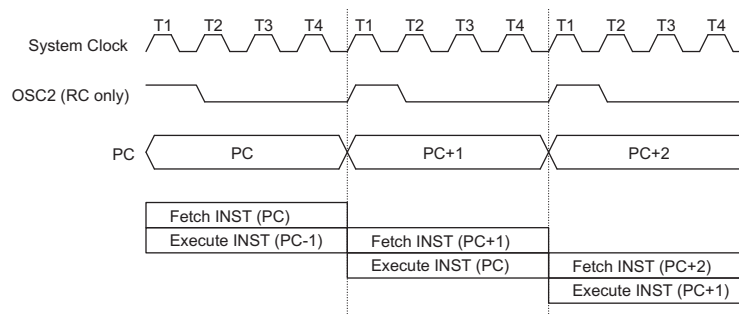 T1 T2 T3 T4 T1 T2 T3 T4 T1 T2 T3 T4
System Clock
OSC2 (RC only)
PC PC PC+1 PC+2
Fetch INST (PC)
Execute INST (PC-1) Fetch INST (PC+1)
Execute INST (PC) Fetch INST (PC+2)
Execute INST (PC+1)